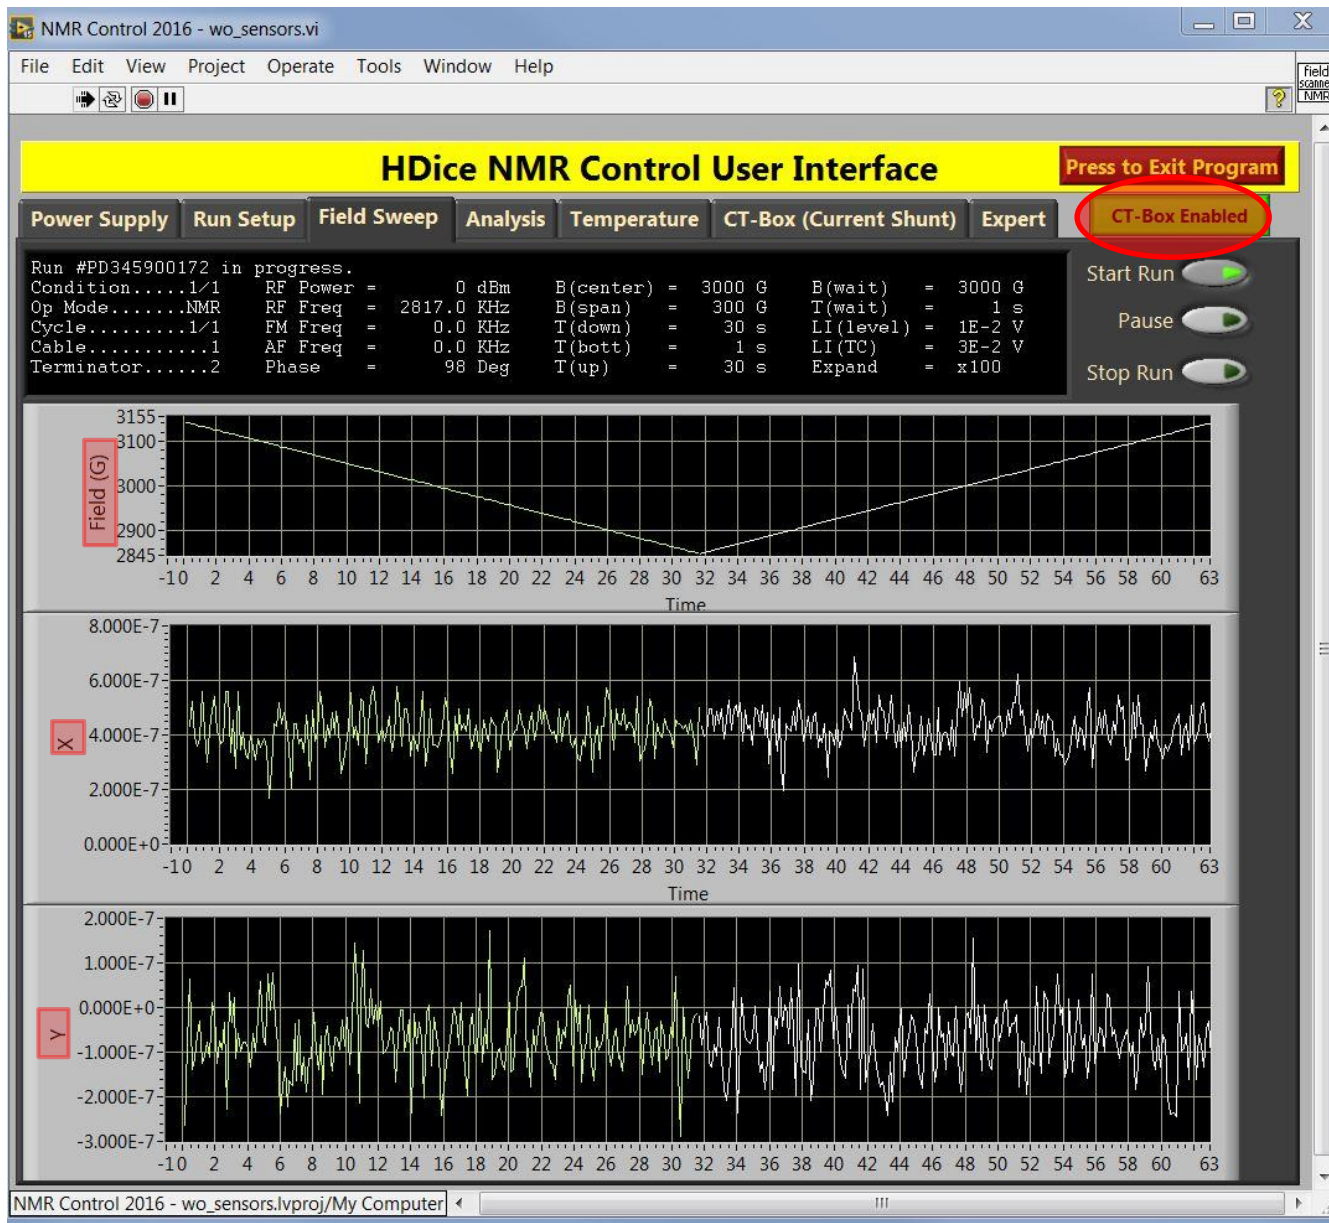 NMR Control 2016 - wo_sensors.vi
File Edit View Project Operate Tools Window Help
field
scanne
NMR
HDice NMR Control User Interface
Press to Exit Program
Power Supply Run Setup Field Sweep Analysis Temperature CT-Box (Current Shunt) Expert
CT-Box Enabled
Run #PD345900172 in progress.
Condition.....1/1 RF Power = 0 dBm B(center) = 3000 G B(wait) = 3000 G
Op Mode.......NMR RF Freq = 2817.0 KHz B(span) = 300 G T(wait) = 1 s
Cycle.........1/1 FM Freq = 0.0 KHz T(down) = 30 s LI(level) = 1E-2 V
Cable...........1 AF Freq = 0.0 KHz T(bott) = 1 s LI(TC) = 3E-2 V
Terminator......2 Phase = 98 Deg T(up) = 30 s Expand = x100
Start Run
Pause
Stop Run
Field (G)
3155
3100
3000
2900
2845
-1 0 2 4 6 8 10 12 14 16 18 20 22 24 26 28 30 32 34 36 38 40 42 44 46 48 50 52 54 56 58 60 63
Time
X
8.000E-7
6.000E-7
4.000E-7
2.000E-7
0.000E+0
-1 0 2 4 6 8 10 12 14 16 18 20 22 24 26 28 30 32 34 36 38 40 42 44 46 48 50 52 54 56 58 60 63
Time
Y
2.000E-7
1.000E-7
0.000E+0
-1.000E-7
-2.000E-7
-3.000E-7
-1 0 2 4 6 8 10 12 14 16 18 20 22 24 26 28 30 32 34 36 38 40 42 44 46 48 50 52 54 56 58 60 63
NMR Control 2016 - wo_sensors.lvproj/My Computer